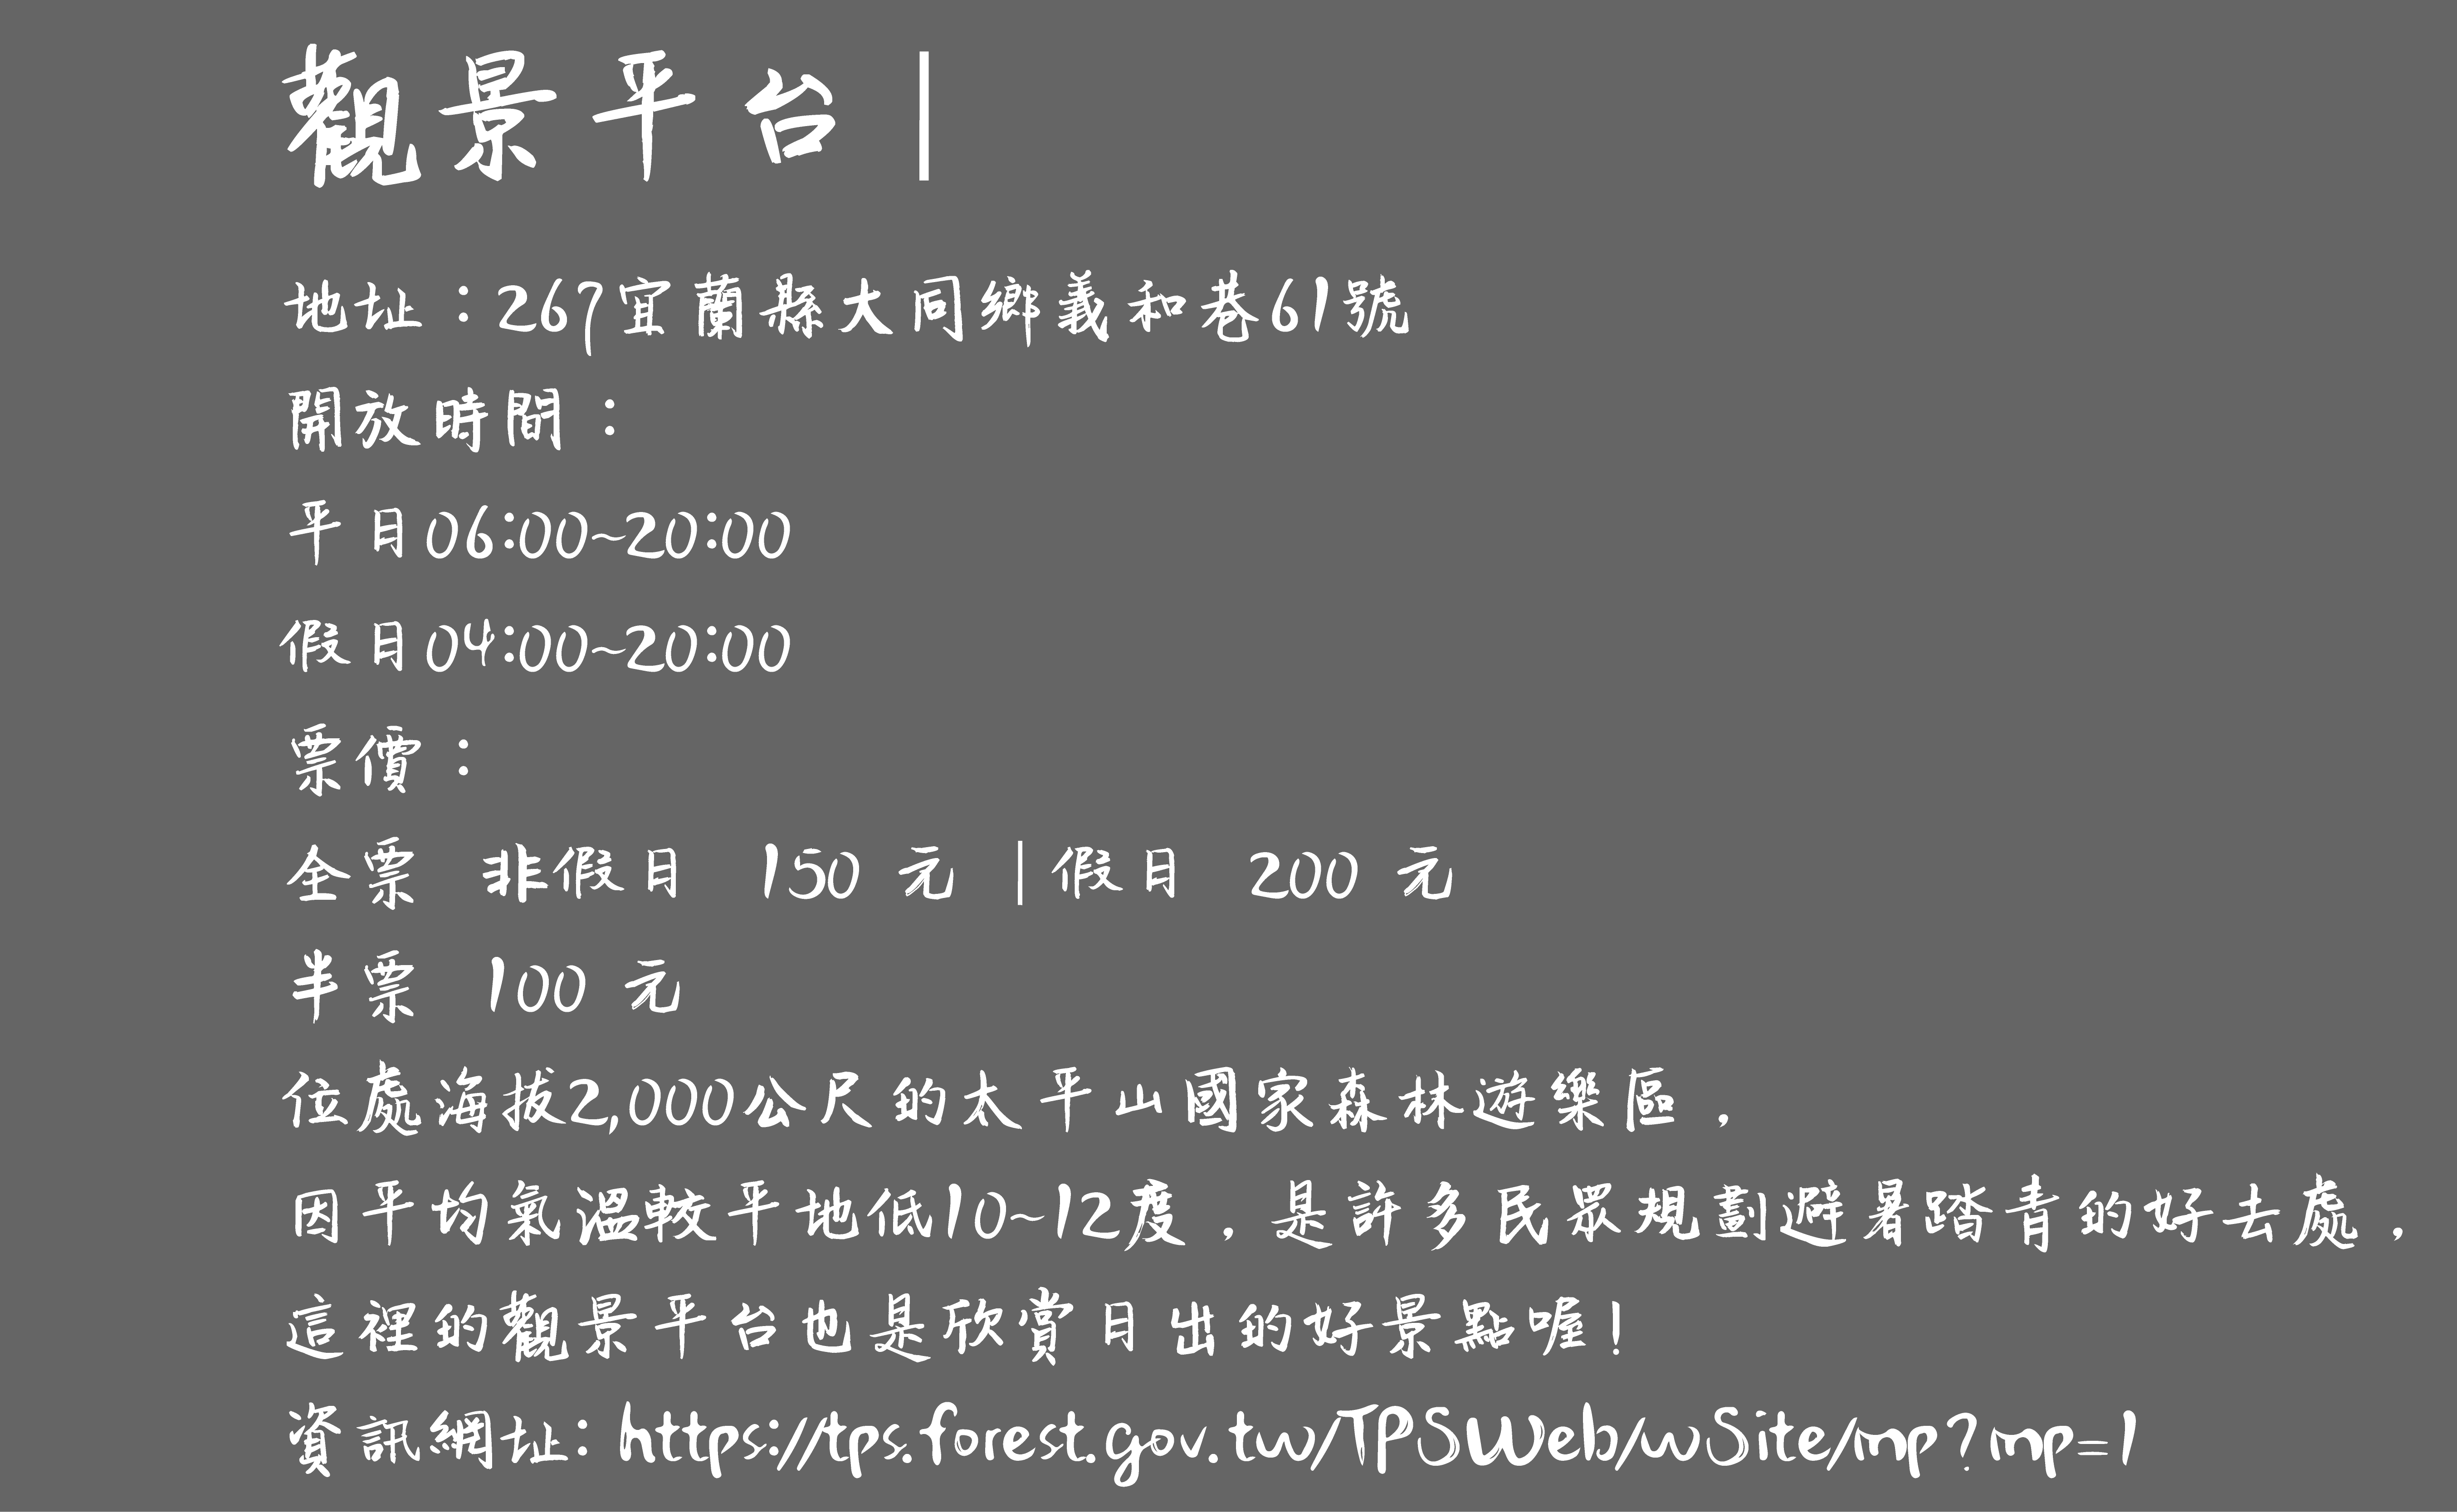 觀景平台|
地址：267宜蘭縣大同鄉義和巷61號
開放時間：
平日06:00~20:00
假日04:00~20:00
票價：
全票 非假日 150 元 |假日 200 元
半票 100 元
位處海拔2,000公尺的太平山國家森林遊樂區，
因平均氣溫較平地低10~12度，是許多民眾規劃避暑踏青的好去處，
這裡的觀景平台也是欣賞日出的好景點喔!
資訊網址: https://tps.forest.gov.tw/TPSWeb/wSite/mp?mp=1